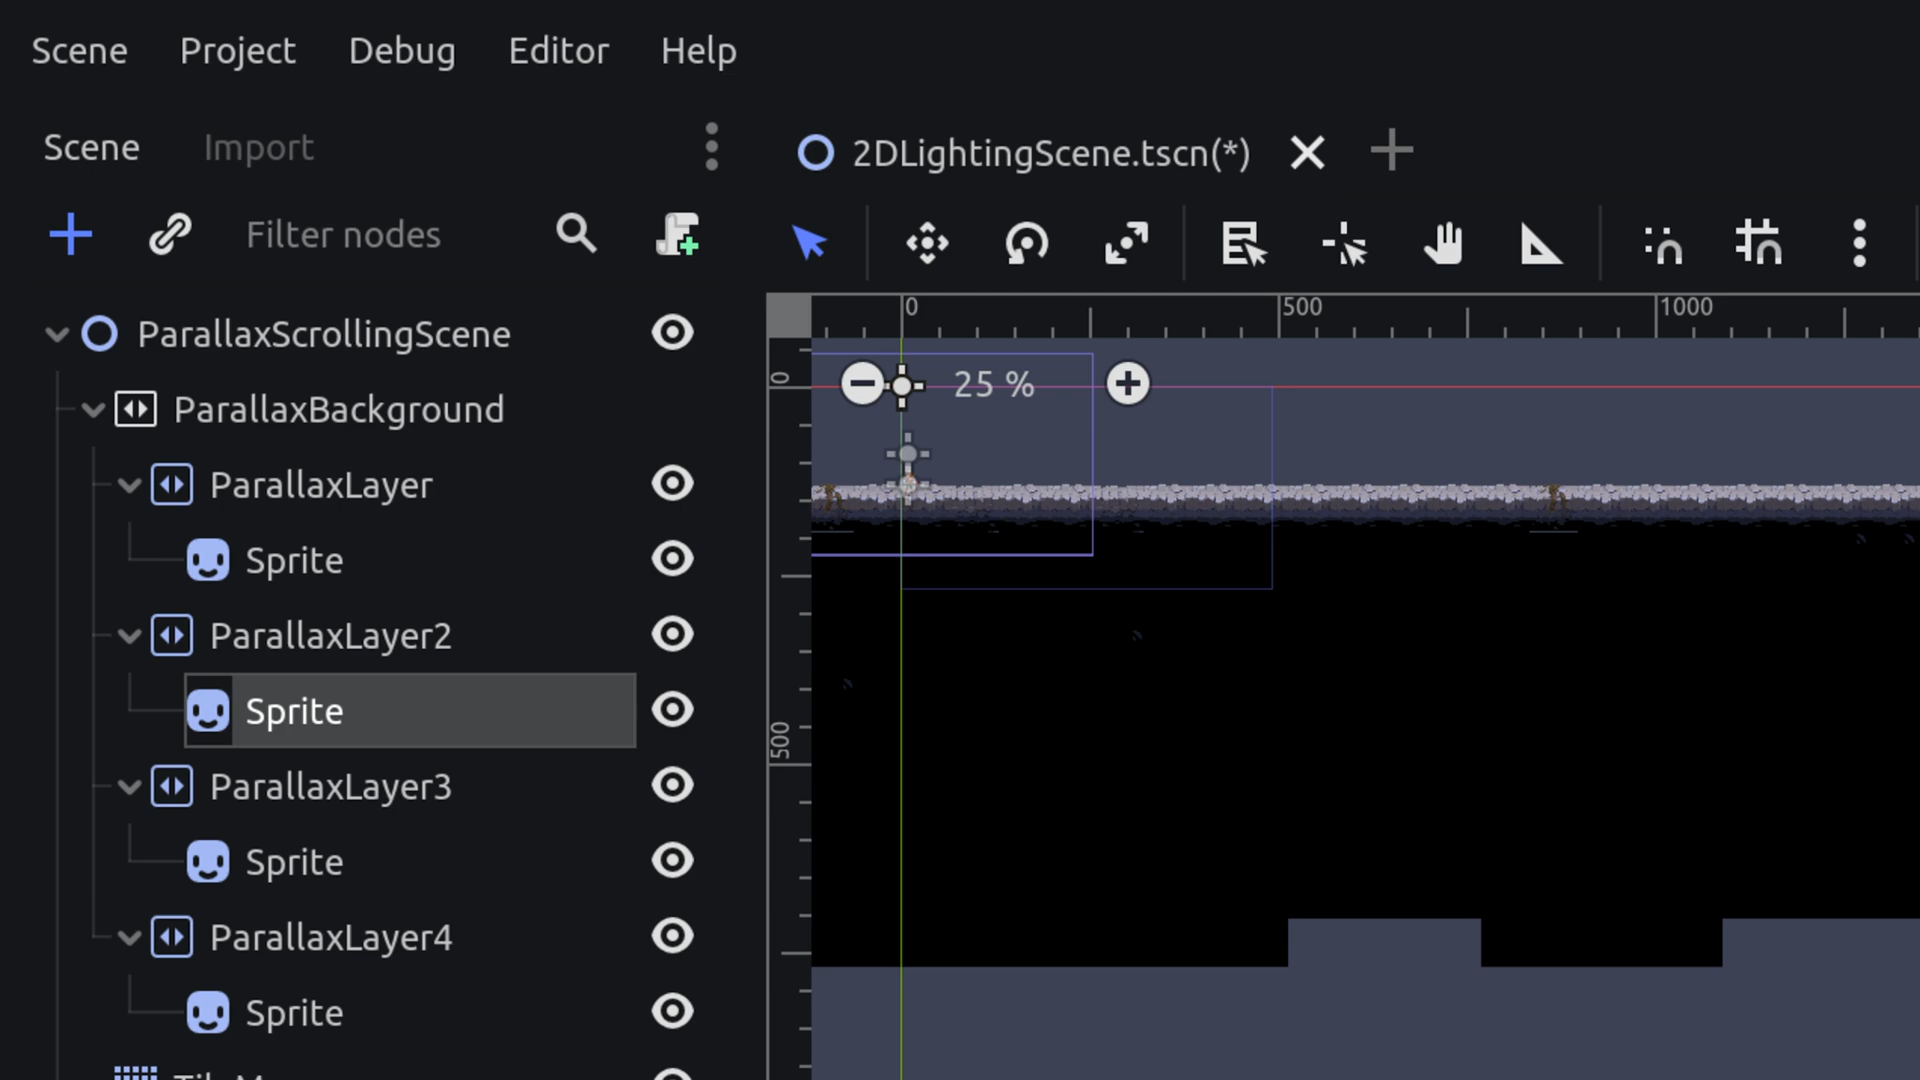 Scene Project Debug Editor Help
Scene Import
2DLightingScene.tscn(*)
Filter nodes
0 500 1000
ParallaxScrollingScene
25 %
0
ParallaxBackground
ParallaxLayer
Sprite
ParallaxLayer2
Sprite
500
ParallaxLayer3
Sprite
ParallaxLayer4
Sprite